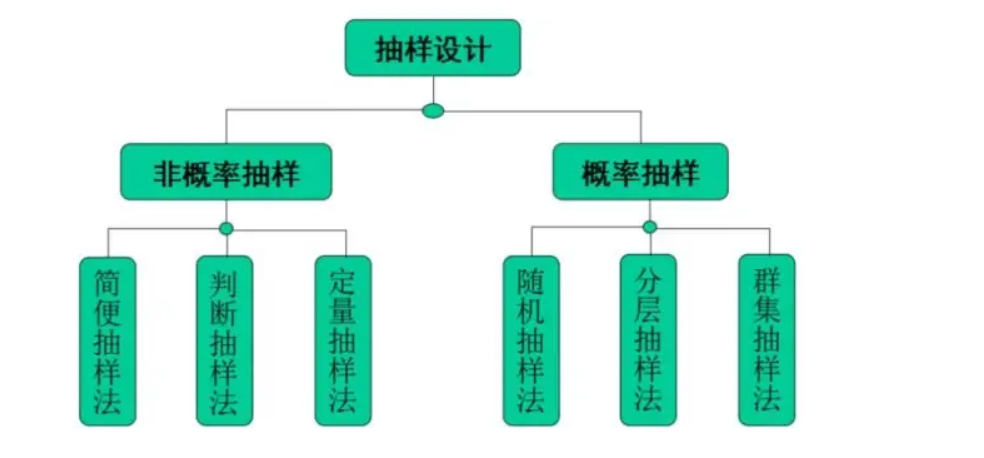 抽样设计
非概率抽样
概率抽样
简便抽样法
判断抽样法
定量抽样法
随机抽样法
分层抽样法
群集抽样法